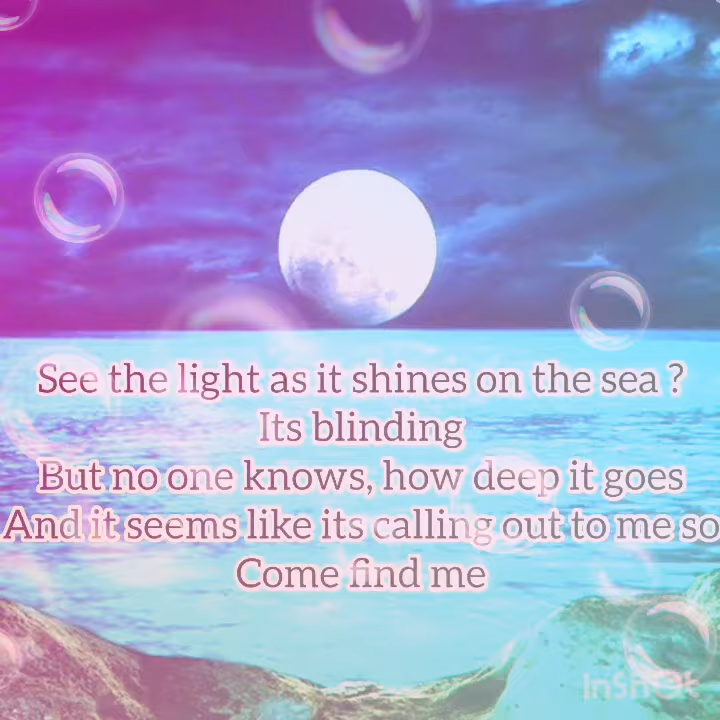 See the light as it shines on the sea ?
Its blinding
But no one knows, how deep it goes
And it seems like its calling out to me so
Come find me
InShOt